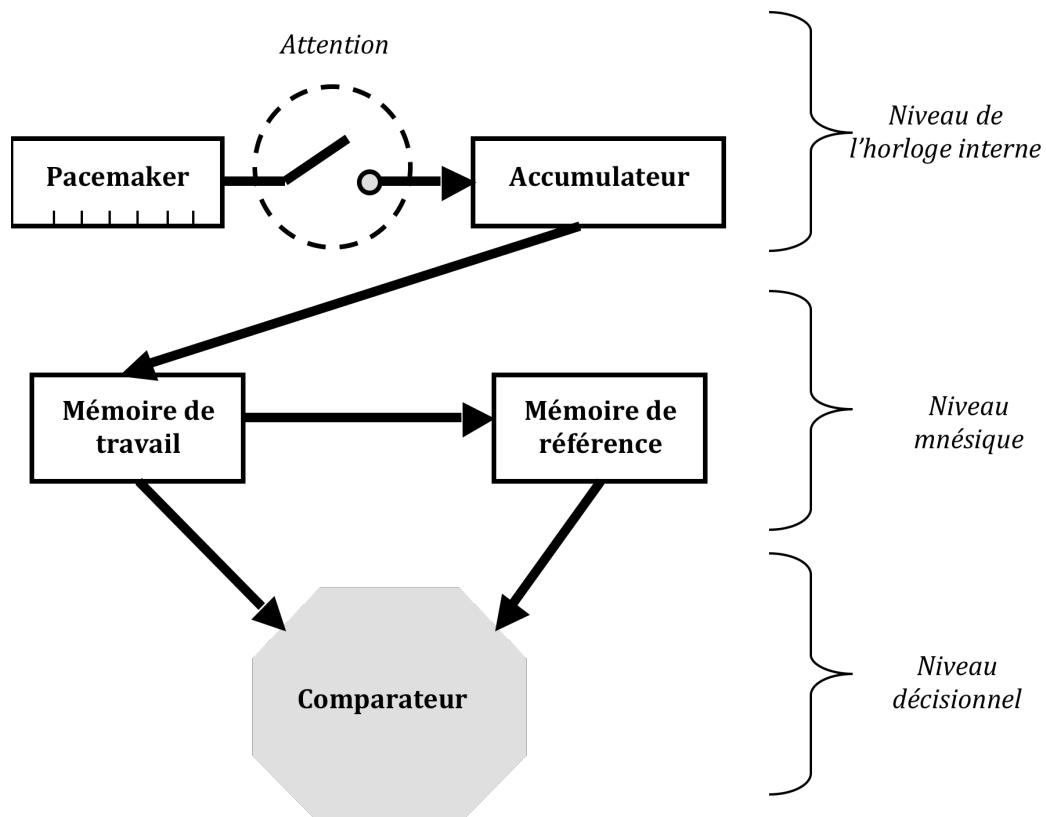 Attention
Pacemaker
Accumulateur
Niveau de
l'horloge interne
Mémoire de
travail
Mémoire de
référence
Niveau
mnésique
Comparateur
Niveau
décisionnel